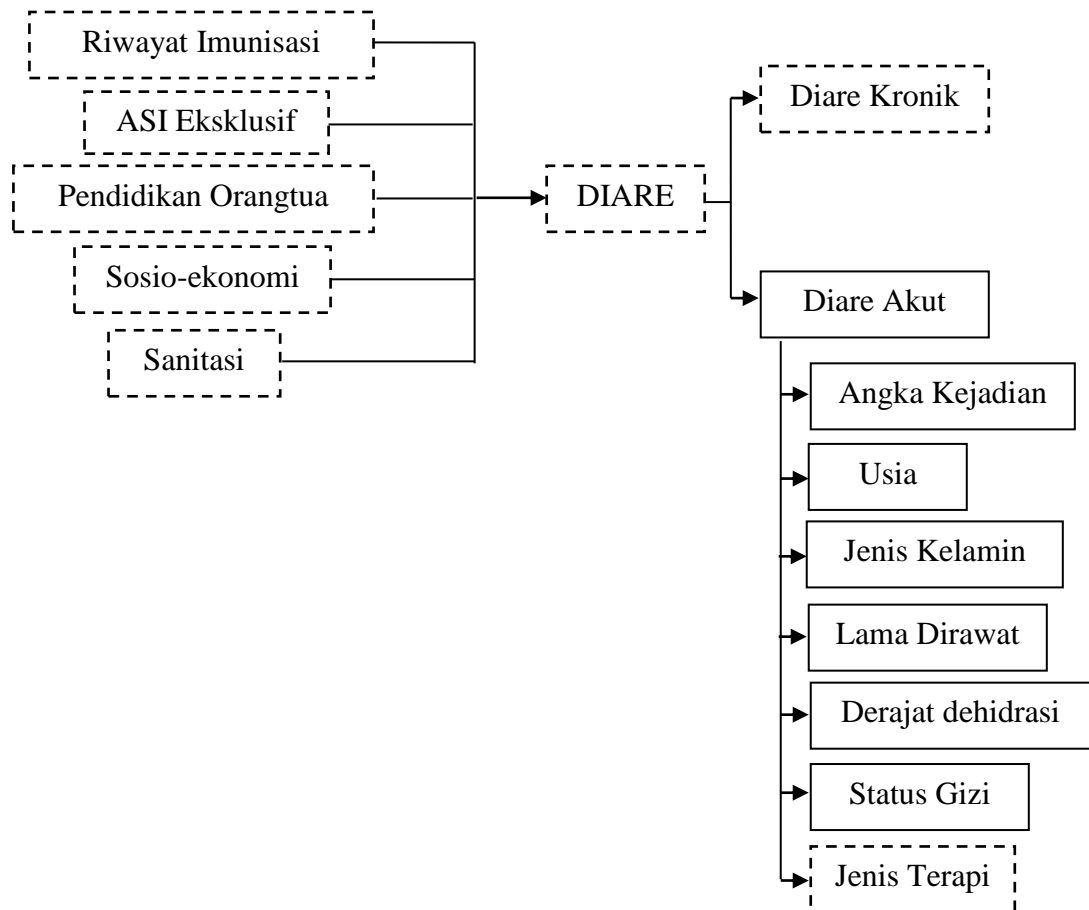 Riwayat Imunisasi
ASI Eksklusif
Pendidikan Orangtua
Sosio-ekonomi
Sanitasi
DIARE
Diare Kronik
Diare Akut
Angka Kejadian
Usia
Jenis Kelamin
Lama Dirawat
Derajat dehidrasi
Status Gizi
Jenis Terapi